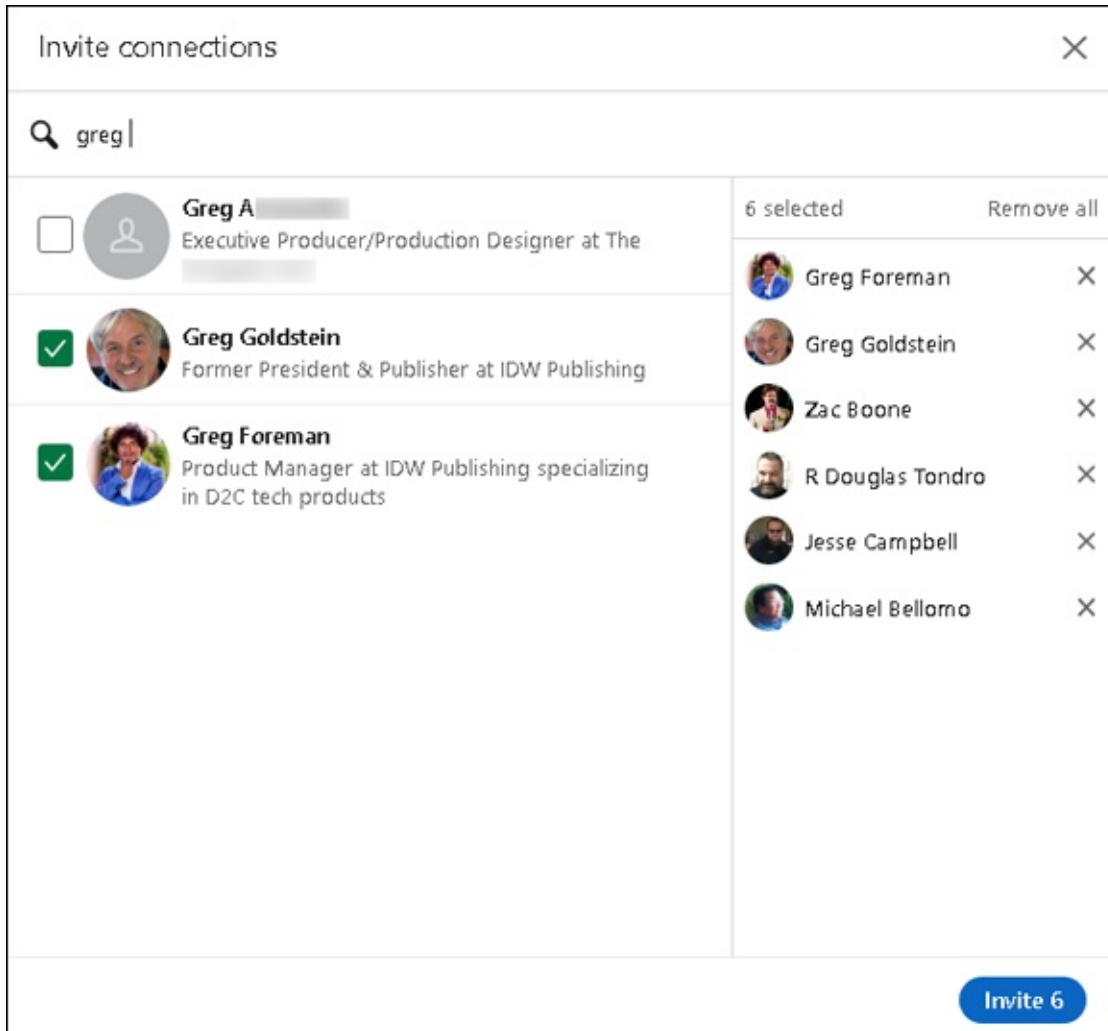 Invite connections
greg
Greg A
Executive Producer/Production Designer at The
Greg Goldstein
Former President & Publisher at IDW Publishing
Greg Foreman
Product Manager at IDW Publishing specializing
in D2C tech products
6 selected Remove all
Greg Foreman
Greg Goldstein
Zac Boone
R Douglas Tondro
Jesse Campbell
Michael Bellomo
Invite 6